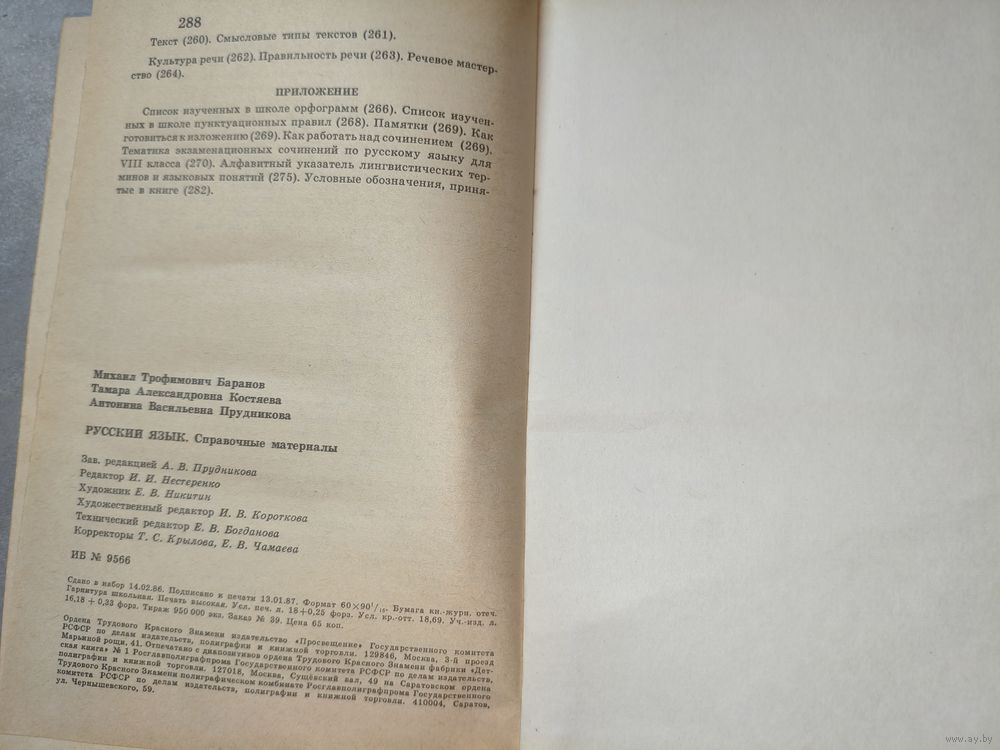 288
Текст (260). Смысловые типы текстов (261).
Культура речи (262). Правильность речи (263). Речевое мастер-
ство (264).
ПРИЛОЖЕНИЕ
Список изученных в школе орфограмм (266). Список изучен-
ных в школе пунктуационных правил (268). Памятки (269). Как
готовиться к изложению (269). Как работать над сочинением (269).
Тематика экзаменационных сочинений по русскому языку для
VIII класса (270). Алфавитный указатель лингвистических тер-
минов и языковых понятий (275). Условные обозначения, приня-
тые в книге (282).
Михаил Трофимович Баранов
Тамара Александровна Костяева
Антонина Васильевна Прудникова
РУССКИЙ ЯЗЫК. Справочные материалы
Зав. редакцией А. В. Прудникова
Редактор И. И. Нестеренко
Художник Е. В. Никитин
Художественный редактор И. В. Короткова
Технический редактор Е. В. Богданова
Корректоры Т. С. Крылова, Е. В. Чамаева
ИБ № 9566
Сдано в набор 14.02.86. Подписано к печати 13.01.87. Формат 60×90¹/₁₆. Бумага кн.-журн. отеч.
Гарнитура школьная. Печать высокая. Усл. печ. л. 18+0,25 форз. Усл. кр.-отт. 18,69. Уч.-изд. л.
16,18 + 0,33 форз. Тираж 950 000 экз. Заказ № 39. Цена 65 коп.
Ордена Трудового Красного Знамени издательство «Просвещение» Государственного комитета
РСФСР по делам издательств, полиграфии и книжной торговли. 129846, Москва, 3-й проезд
Марьиной рощи, 41. Отпечатано с диапозитивов ордена Трудового Красного Знамени фабрики «Дет-
ская книга» № 1 Росглавполиграфпрома Государственного комитета РСФСР по делам издательств,
полиграфии и книжной торговли. 127018, Москва, Сущёвский вал, 49 на Саратовском ордена
Трудового Красного Знамени полиграфическом комбинате Росглавполиграфпрома Государственного
комитета РСФСР по делам издательств, полиграфии и книжной торговли. 410004, Саратов,
ул. Чернышевского, 59.
www.ay.by